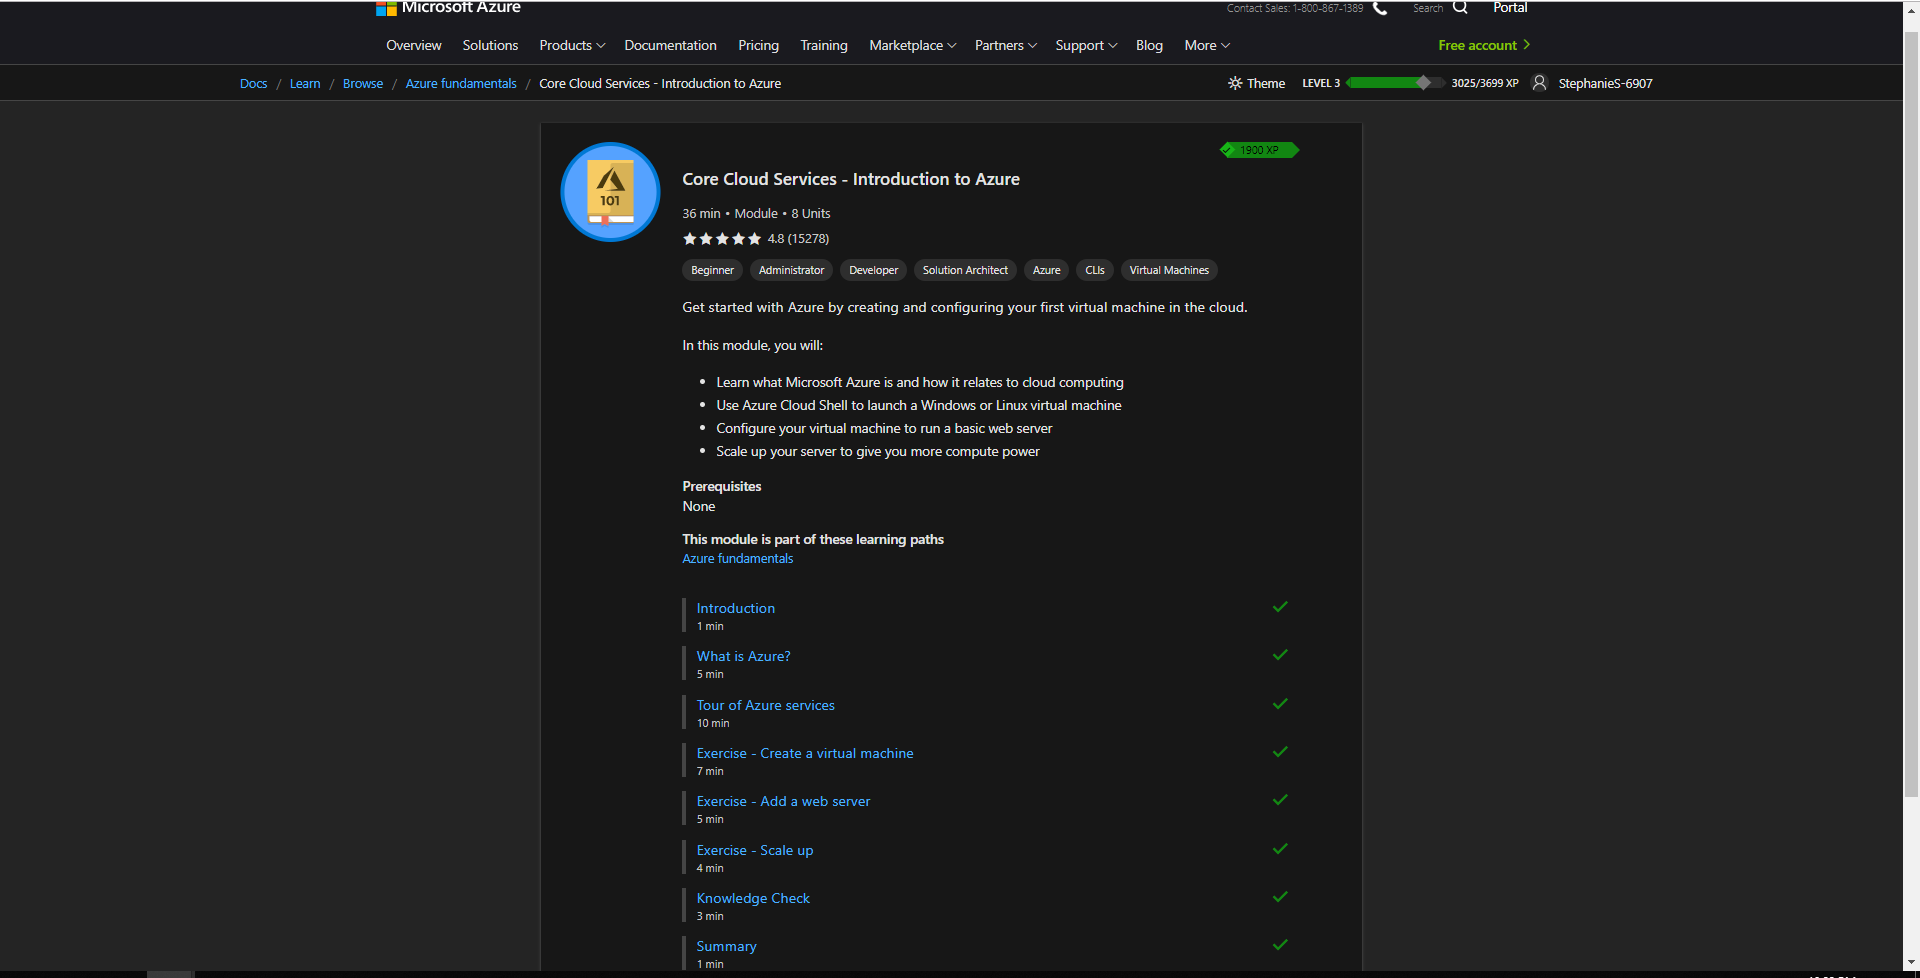 Microsoft Azure
Contact Sales: 1-800-867-1389 Search Portal
Overview Solutions Products Documentation Pricing Training Marketplace Partners Support Blog More Free account
Docs / Learn / Browse / Azure fundamentals / Core Cloud Services - Introduction to Azure Theme LEVEL 3 3025/3699 XP StephanieS-6907
1900 XP
101
Core Cloud Services - Introduction to Azure
36 min • Module • 8 Units
4.8 (15278)
Beginner Administrator Developer Solution Architect Azure CLIs Virtual Machines
Get started with Azure by creating and configuring your first virtual machine in the cloud.
In this module, you will:
• Learn what Microsoft Azure is and how it relates to cloud computing
• Use Azure Cloud Shell to launch a Windows or Linux virtual machine
• Configure your virtual machine to run a basic web server
• Scale up your server to give you more compute power
Prerequisites
None
This module is part of these learning paths
Azure fundamentals
Introduction
1 min
What is Azure?
5 min
Tour of Azure services
10 min
Exercise - Create a virtual machine
7 min
Exercise - Add a web server
5 min
Exercise - Scale up
4 min
Knowledge Check
3 min
Summary
1 min